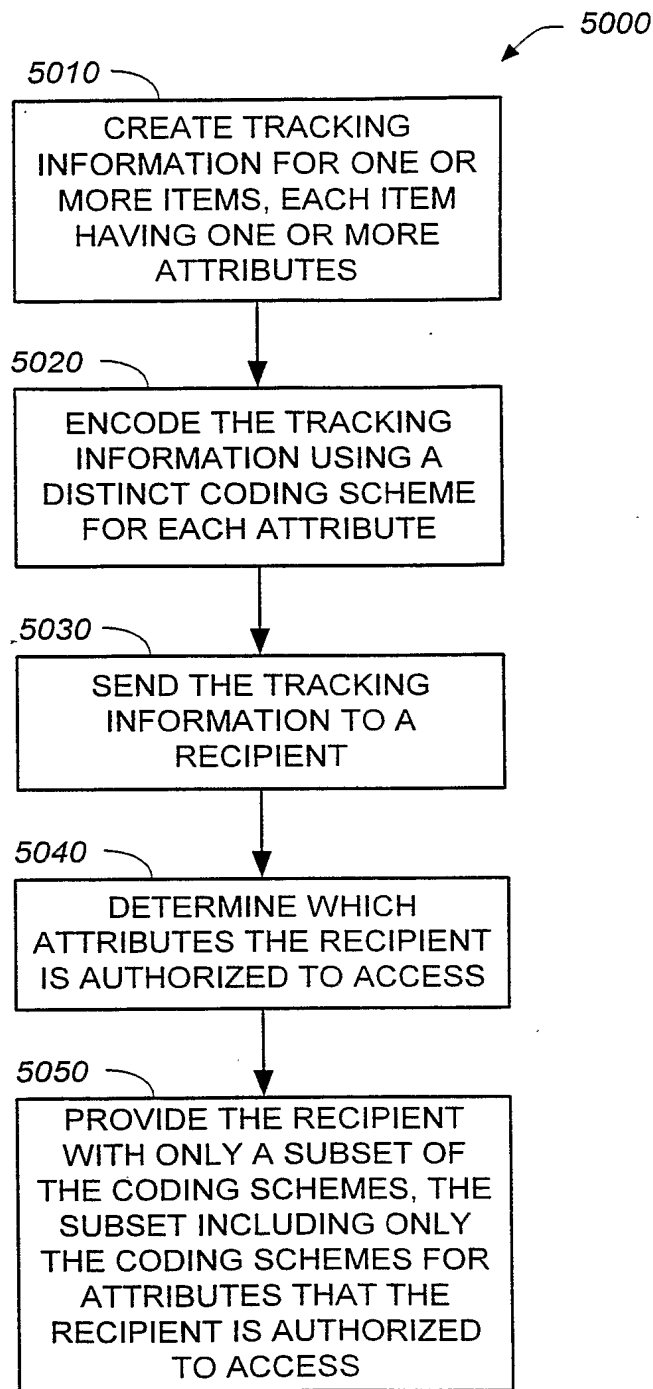 5000
5010
CREATE TRACKING
INFORMATION FOR ONE OR
MORE ITEMS, EACH ITEM
HAVING ONE OR MORE
ATTRIBUTES
5020
ENCODE THE TRACKING
INFORMATION USING A
DISTINCT CODING SCHEME
FOR EACH ATTRIBUTE
5030
SEND THE TRACKING
INFORMATION TO A
RECIPIENT
5040
DETERMINE WHICH
ATTRIBUTES THE RECIPIENT
IS AUTHORIZED TO ACCESS
5050
PROVIDE THE RECIPIENT
WITH ONLY A SUBSET OF
THE CODING SCHEMES, THE
SUBSET INCLUDING ONLY
THE CODING SCHEMES FOR
ATTRIBUTES THAT THE
RECIPIENT IS AUTHORIZED
TO ACCESS